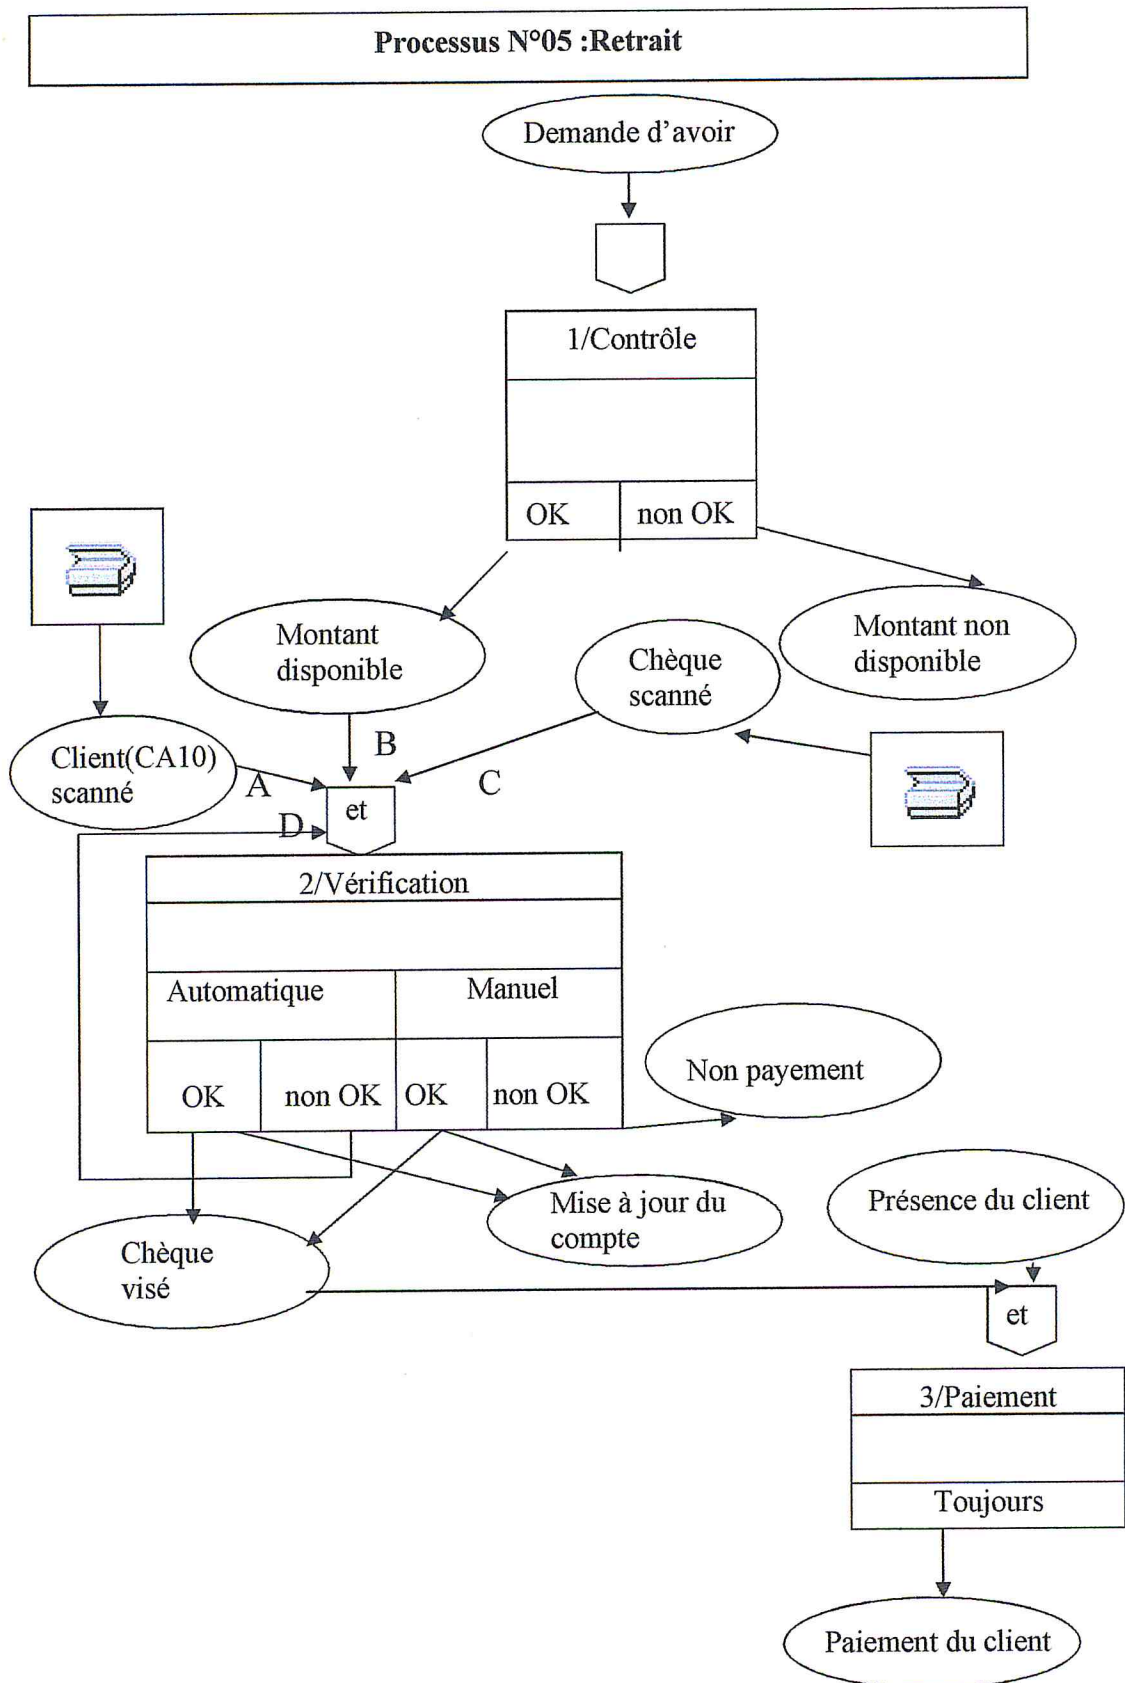 Processus N°05 :Retrait
Demande d'avoir
1/Contrôle
OK
non OK
Montant
disponible
Chèque
scanné
Montant non
disponible
Client(CA10)
scanné
A
B
C
et
D
2/Vérification
Automatique
Manuel
OK
non OK
OK
non OK
Non payement
Mise à jour du
compte
Présence du client
Chèque
visé
et
3/Paiement
Toujours
Paiement du client